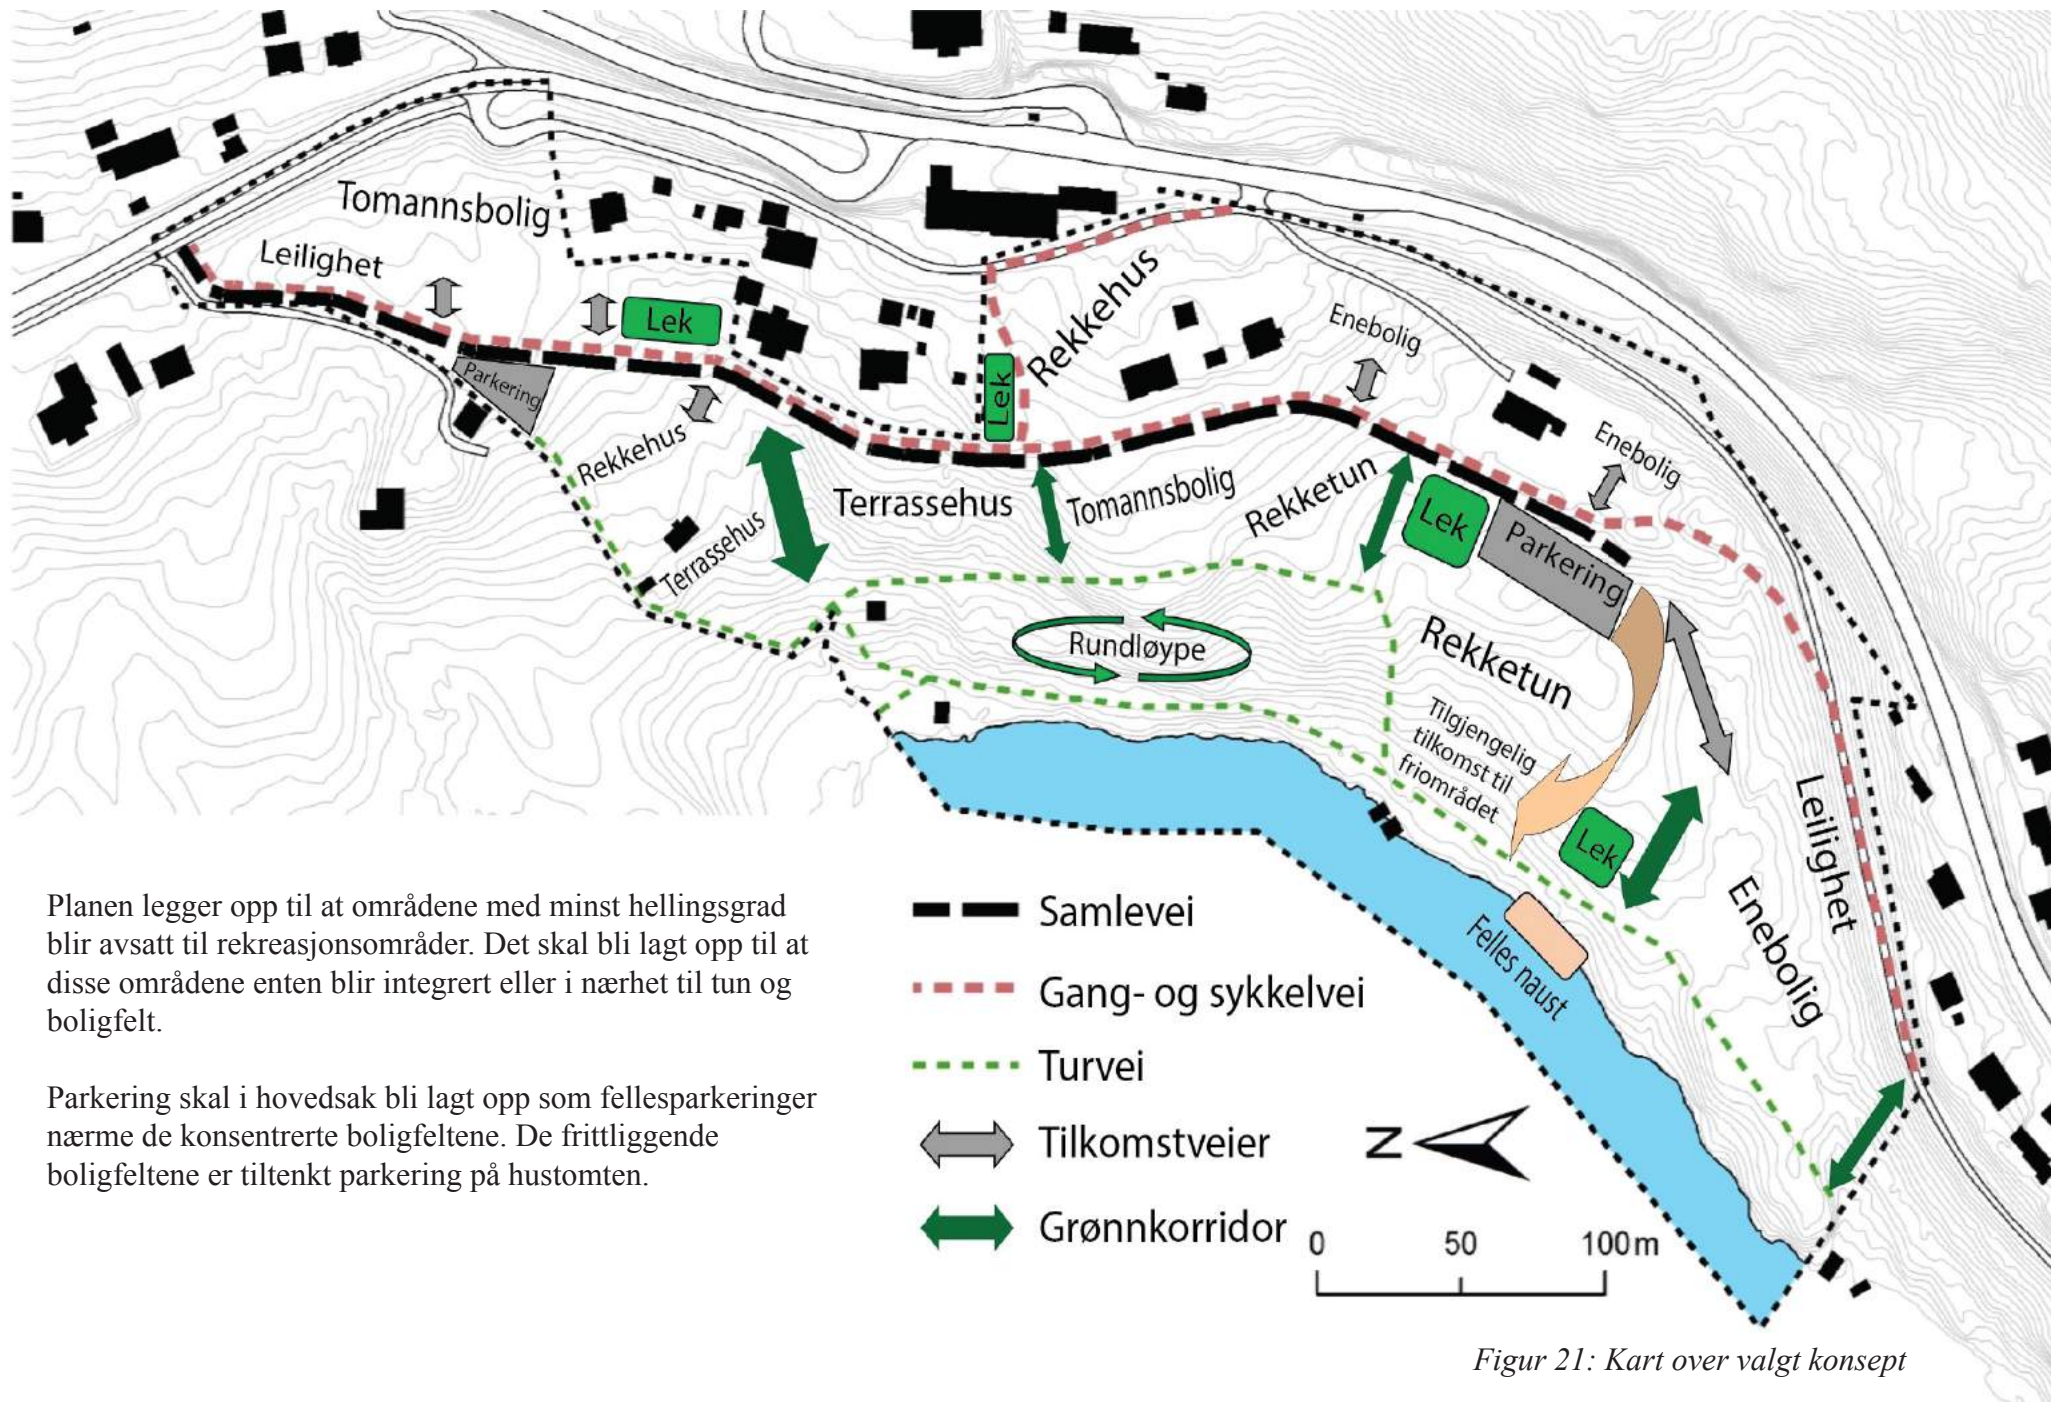 Tomannsbolig
Leilighet
Lek
Parkering
Rekkehus
Terrassehus
Lek
Rekkehus
Enebolig
Enebolig
Terrassehus
Tomannsbolig
Rekketun
Lek
Parkering
Rundløype
Rekketun
Tilgjengelig
tilkomst til
friområdet
Lek
Leilighet
Enebolig
Felles naust
Planen legger opp til at områdene med minst hellingsgrad
blir avsatt til rekreasjonsområder. Det skal bli lagt opp til at
disse områdene enten blir integrert eller i nærhet til tun og
boligfelt.
Parkering skal i hovedsak bli lagt opp som fellesparkeringer
nærme de konsentrerte boligfeltene. De frittliggende
boligfeltene er tiltenkt parkering på hustomten.
Samlevei
Gang- og sykkelvei
Turvei
Tilkomstveier
Grønnkorridor
N
0 50 100 m
Figur 21: Kart over valgt konsept